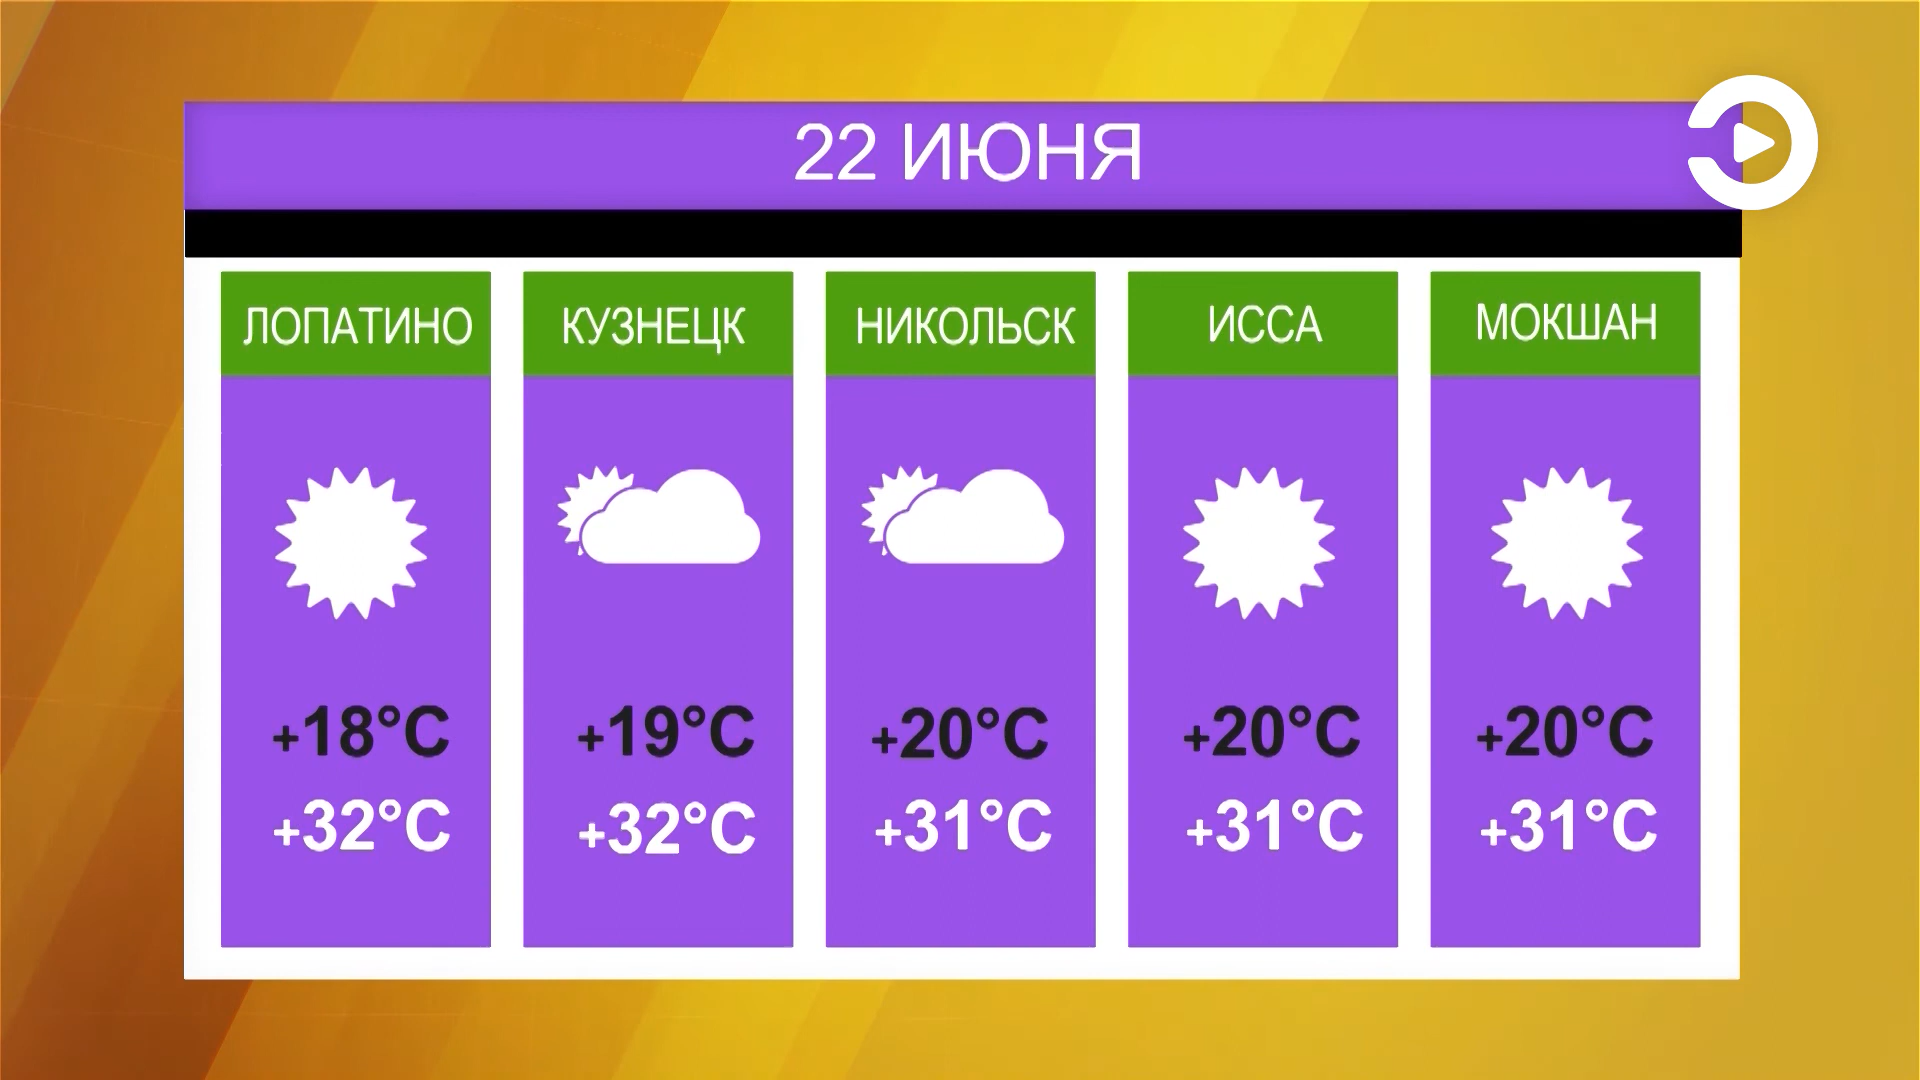 22 ИЮНЯ
ЛОПАТИНО
КУЗНЕЦК
НИКОЛЬСК
ИССА
МОКШАН
+18°C
+19°C
+20°C
+20°C
+20°C
+32°C
+32°C
+31°C
+31°C
+31°C